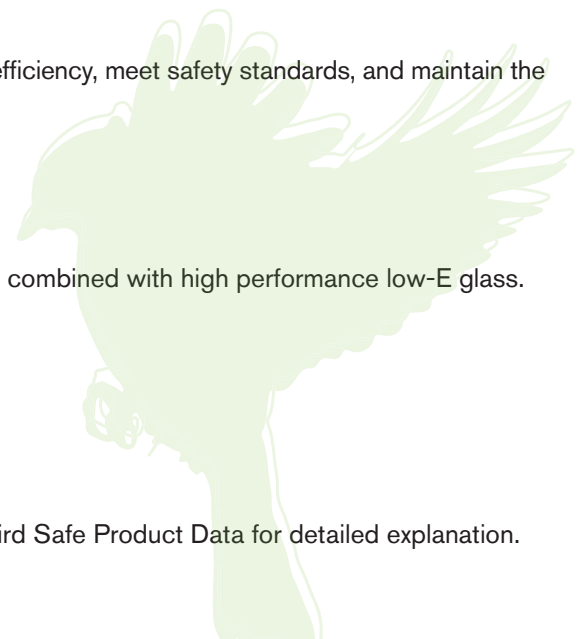 efficiency, meet safety standards, and maintain the
combined with high performance low-E glass.
ird Safe Product Data for detailed explanation.